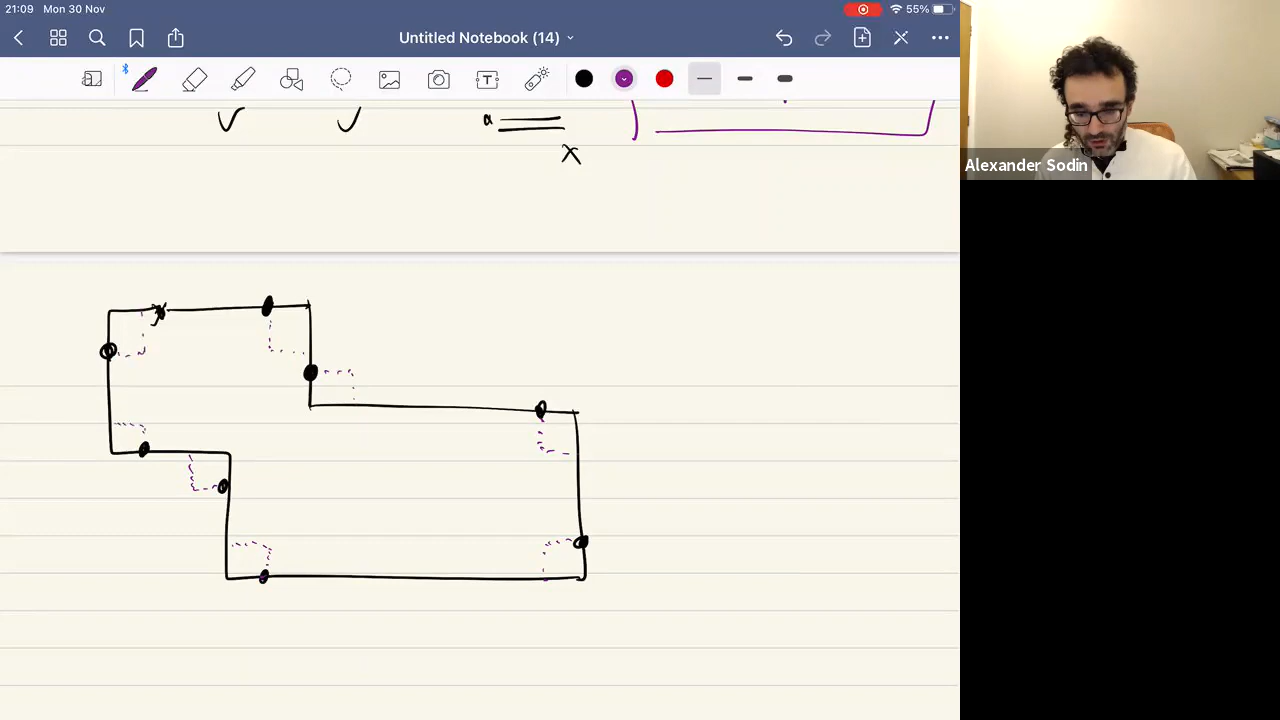 21:09 Mon 30 Nov
55%
Untitled Notebook (14)
a
x
x
Alexander Sodin